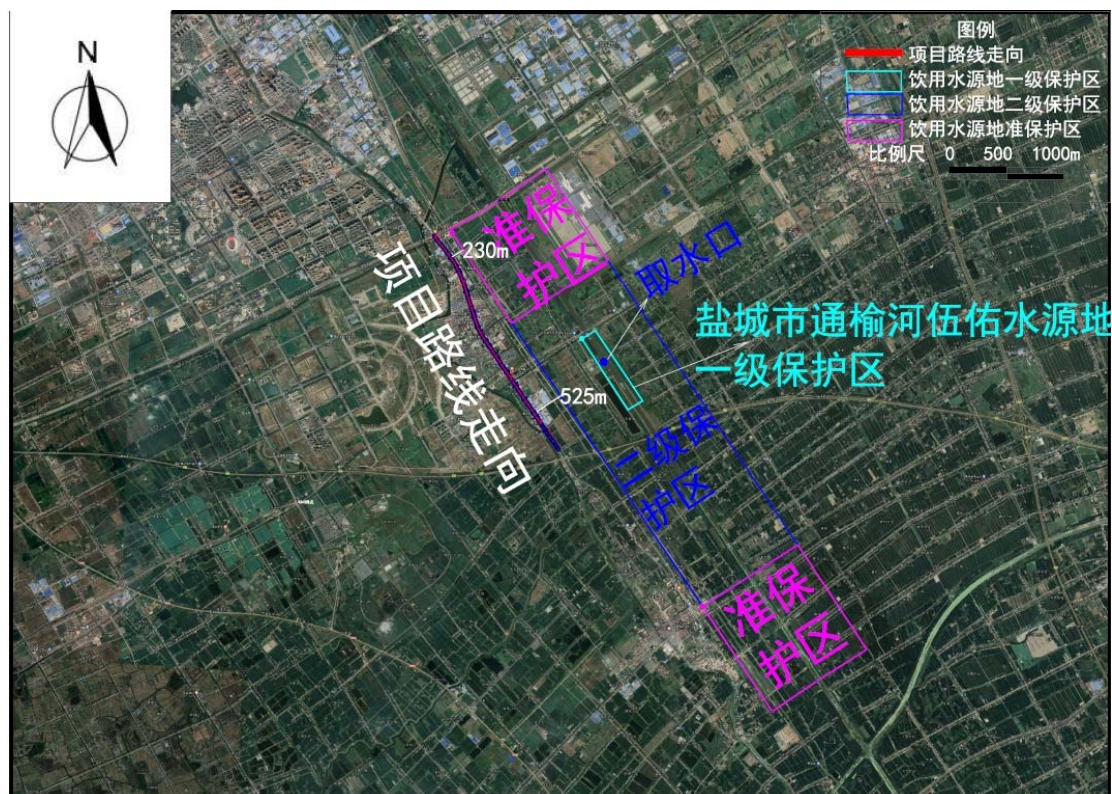 N
图例
项目路线走向
饮用水源地一级保护区
饮用水源地二级保护区
饮用水源地准保护区
比例尺 0 500 1000m
准保
护区
230m
取水口
项目路线走向
盐城市通榆河伍佑水源地
一级保护区
525m
二级保
护区
准保
护区